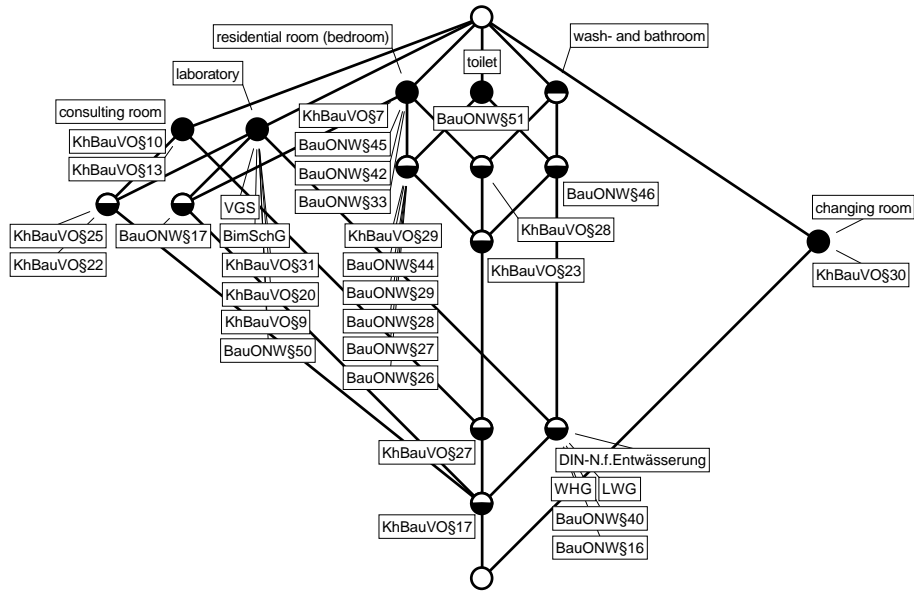 residential room (bedroom)
wash- and bathroom
toilet
laboratory
consulting room
KhBauVO§7
BauONW§51
KhBauVO§10
BauONW§45
KhBauVO§13
BauONW§42
BauONW§46
BauONW§33
VGS
changing room
KhBauVO§25
BauONW§17
BimSchG
KhBauVO§29
KhBauVO§28
KhBauVO§22
KhBauVO§31
BauONW§44
KhBauVO§23
KhBauVO§30
KhBauVO§20
BauONW§29
KhBauVO§9
BauONW§28
BauONW§50
BauONW§27
BauONW§26
KhBauVO§27
DIN-N.f.Entwässerung
WHG
LWG
KhBauVO§17
BauONW§40
BauONW§16